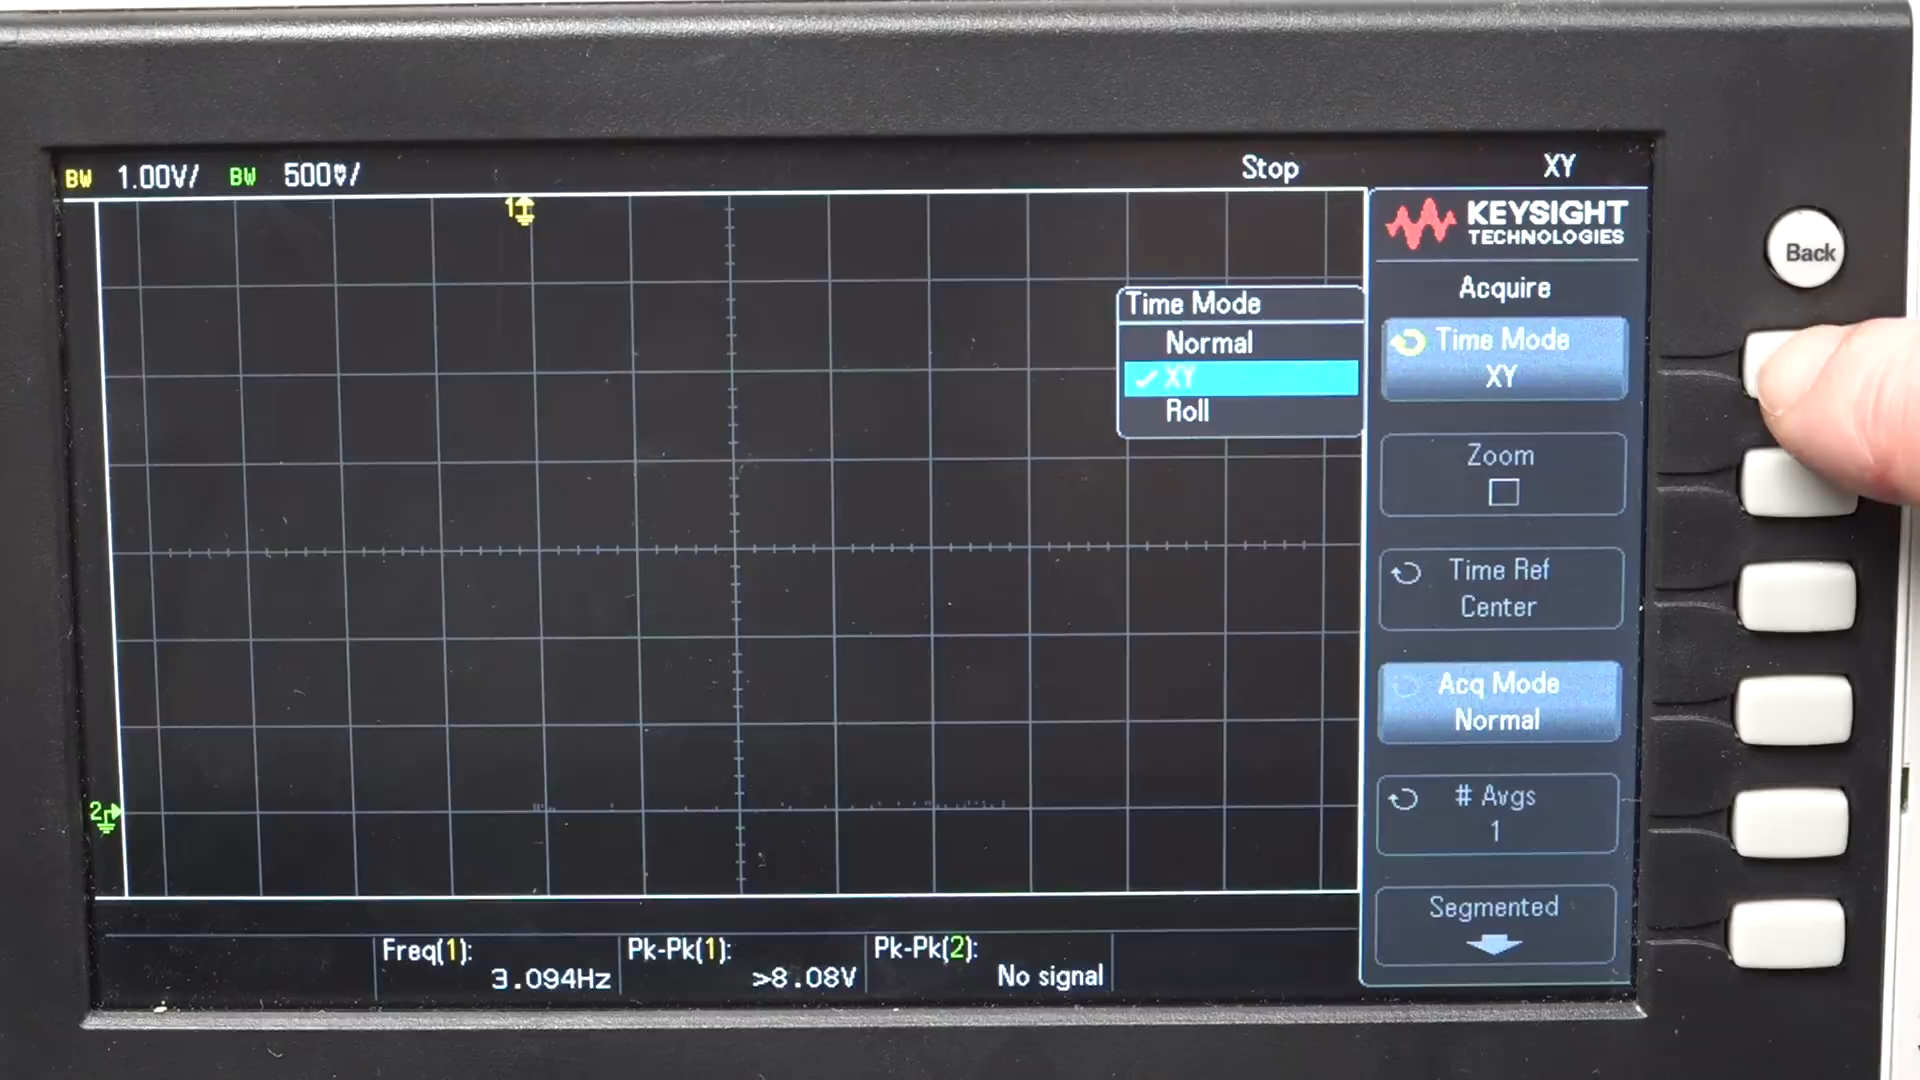 BW 1.00V/ BW 500mV/ Stop XY
1
KEYSIGHT
TECHNOLOGIES
Back
Acquire
Time Mode
Normal
XY
Roll
Time Mode
XY
Zoom
Time Ref
Center
Acq Mode
Normal
# Avgs
1
2
Segmented
Freq(1): Pk-Pk(1): Pk-Pk(2):
3.094Hz >8.08V No signal